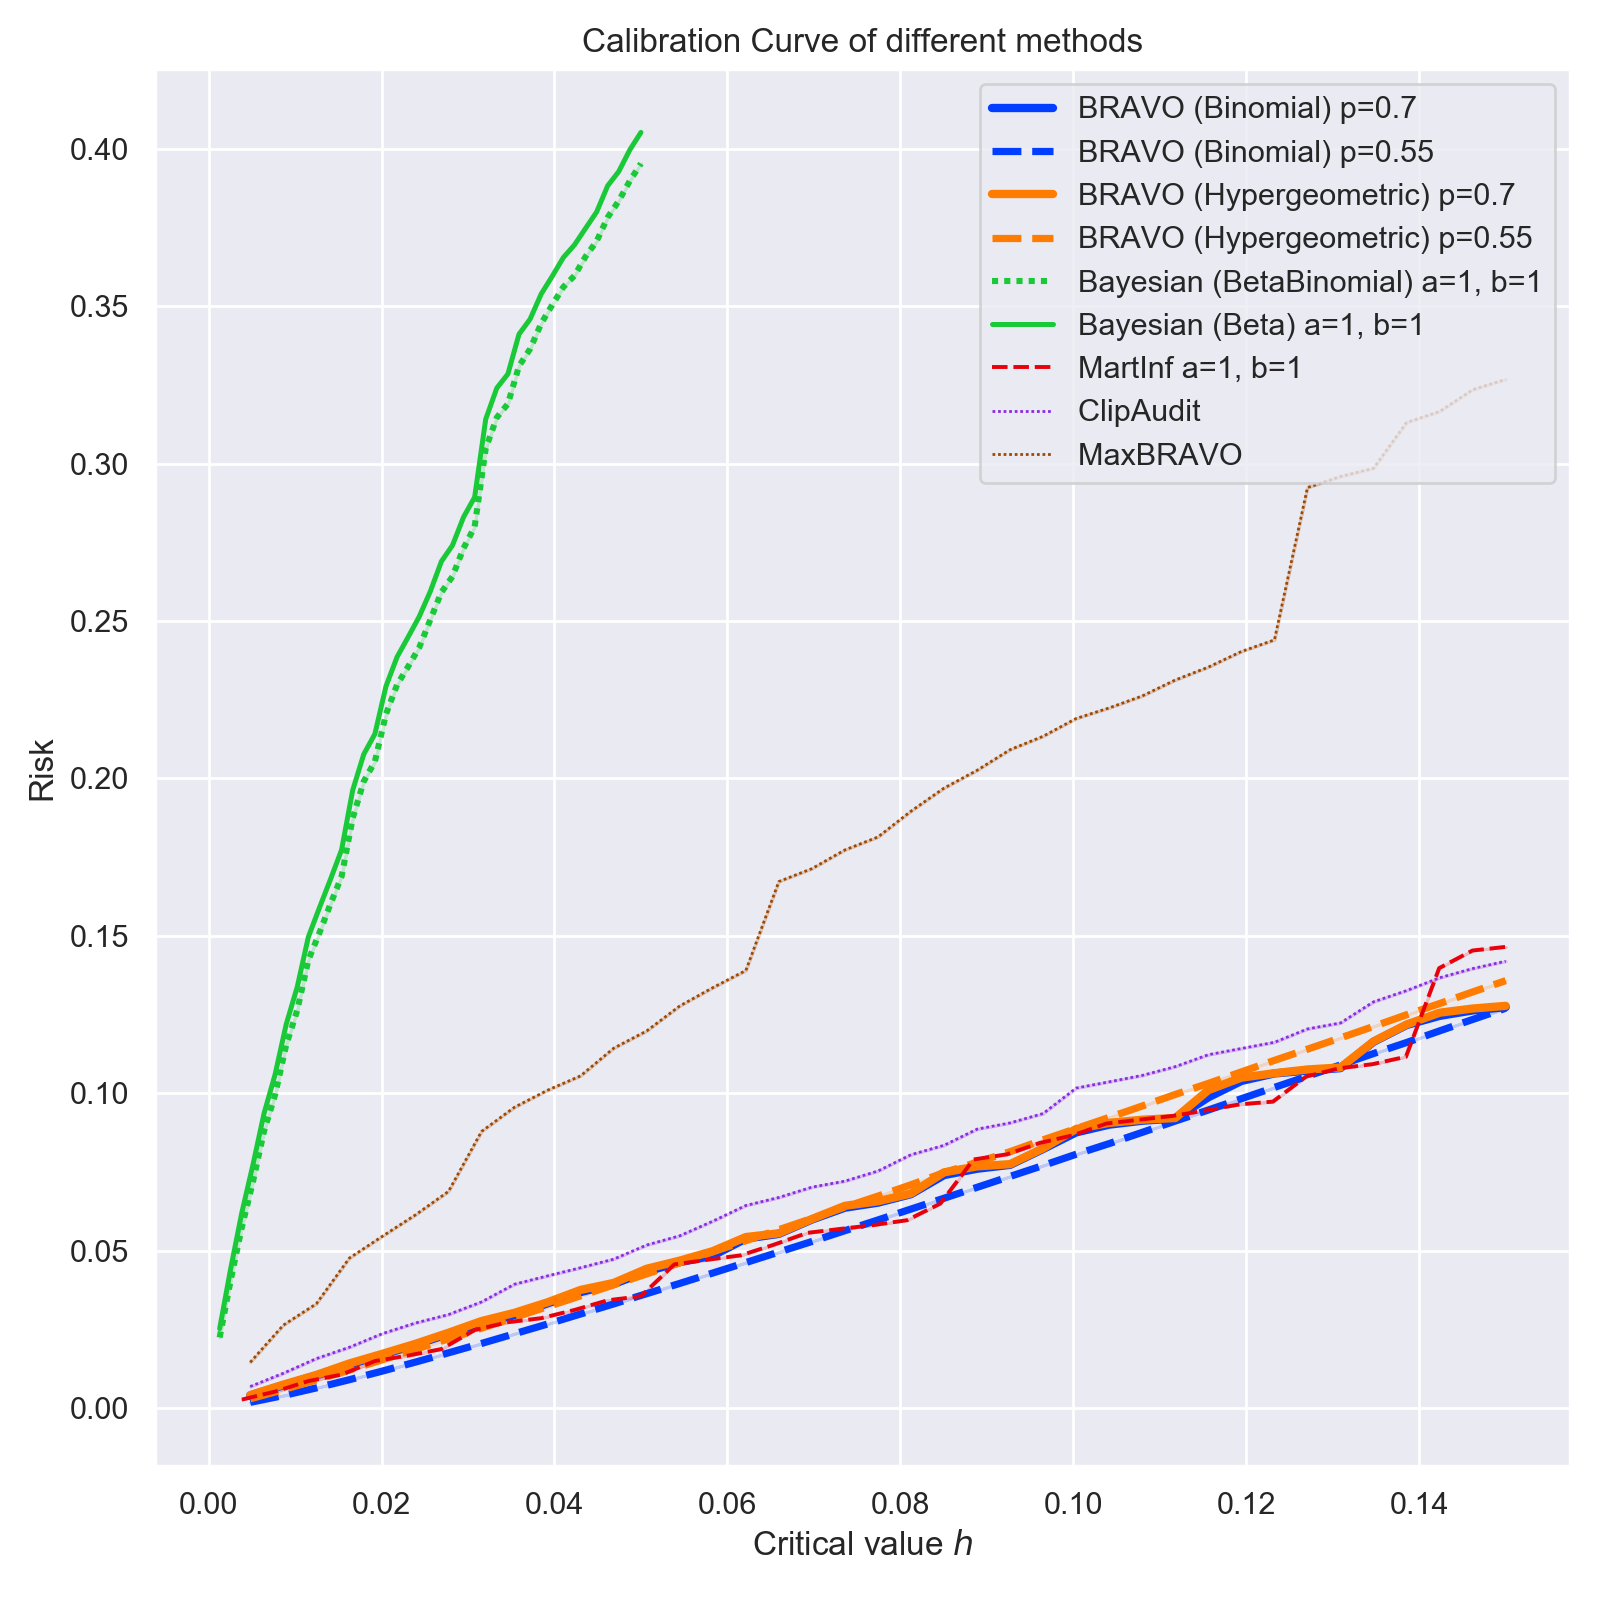 Calibration Curve of different methods
BRAVO (Binomial) p=0.7
BRAVO (Binomial) p=0.55
BRAVO (Hypergeometric) p=0.7
BRAVO (Hypergeometric) p=0.55
Bayesian (BetaBinomial) a=1, b=1
Bayesian (Beta) a=1, b=1
MartInf a=1, b=1
ClipAudit
MaxBRAVO
0.40
0.35
0.30
0.25
0.20
0.15
0.10
0.05
0.00
Risk
0.00 0.02 0.04 0.06 0.08 0.10 0.12 0.14
Critical value h